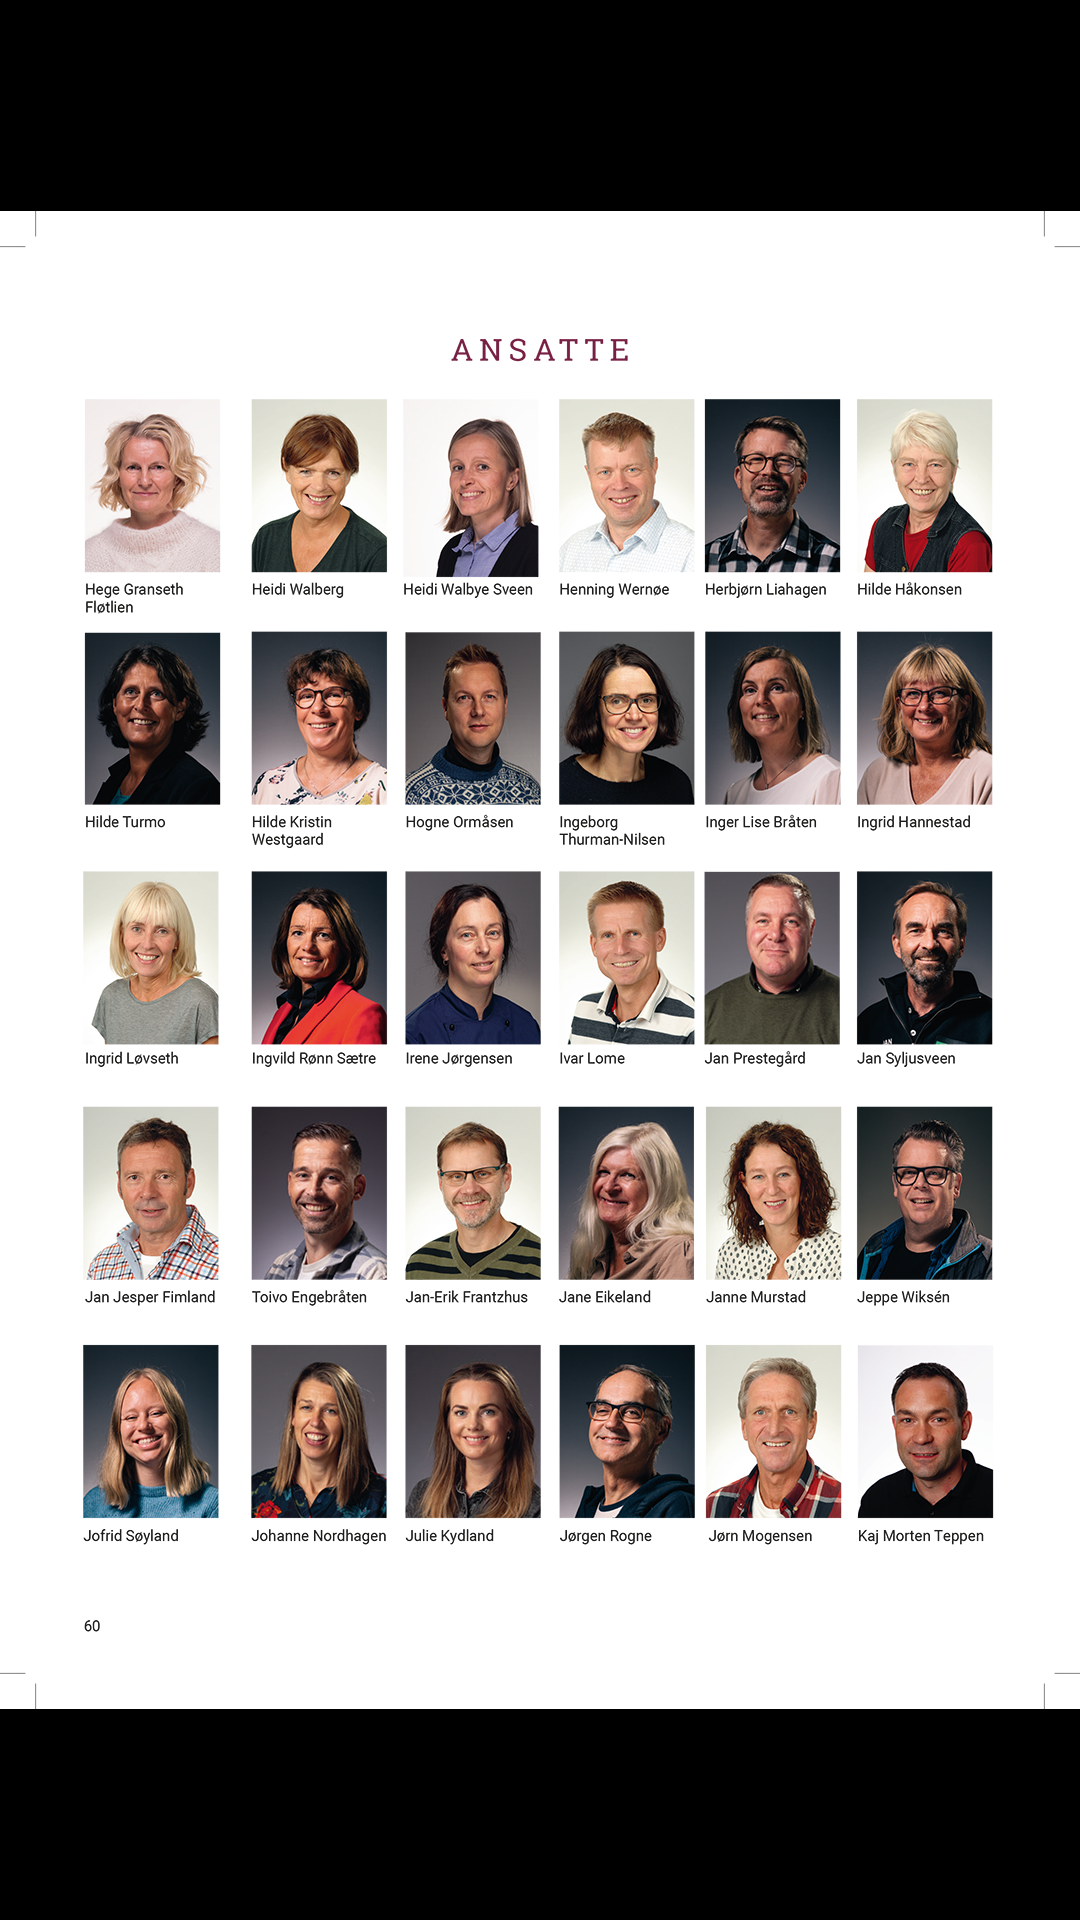 ANSATTE
Hege Granseth
Fløtlien
Heidi Walberg
Heidi Walbye Sveen
Henning Wernøe
Herbjørn Liahagen
Hilde Håkonsen
Hilde Turmo
Hilde Kristin
Westgaard
Hogne Ormåsen
Ingeborg
Thurman-Nilsen
Inger Lise Bråten
Ingrid Hannestad
Ingrid Løvseth
Ingvild Rønn Sætre
Irene Jørgensen
Ivar Lome
Jan Prestegård
Jan Syljusveen
Jan Jesper Fimland
Toivo Engebråten
Jan-Erik Frantzhus
Jane Eikeland
Janne Murstad
Jeppe Wiksén
Jofrid Søyland
Johanne Nordhagen
Julie Kydland
Jørgen Rogne
Jørn Mogensen
Kaj Morten Teppen
60